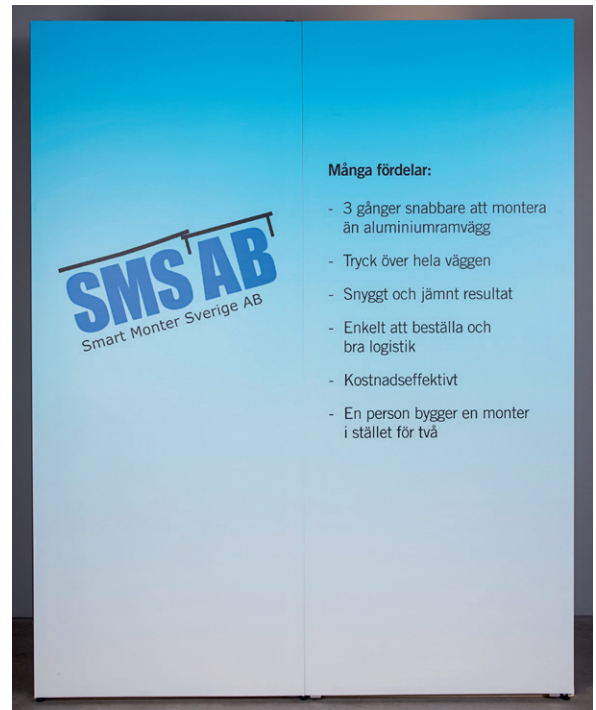 SMS AB
Smart Monter Sverige AB
Många fördelar:
- 3 gånger snabbare att montera
än aluminiumramvägg
- Tryck över hela väggen
- Snyggt och jämnt resultat
- Enkelt att beställa och
bra logistik
- Kostnadseffektivt
- En person bygger en monter
i stället för två